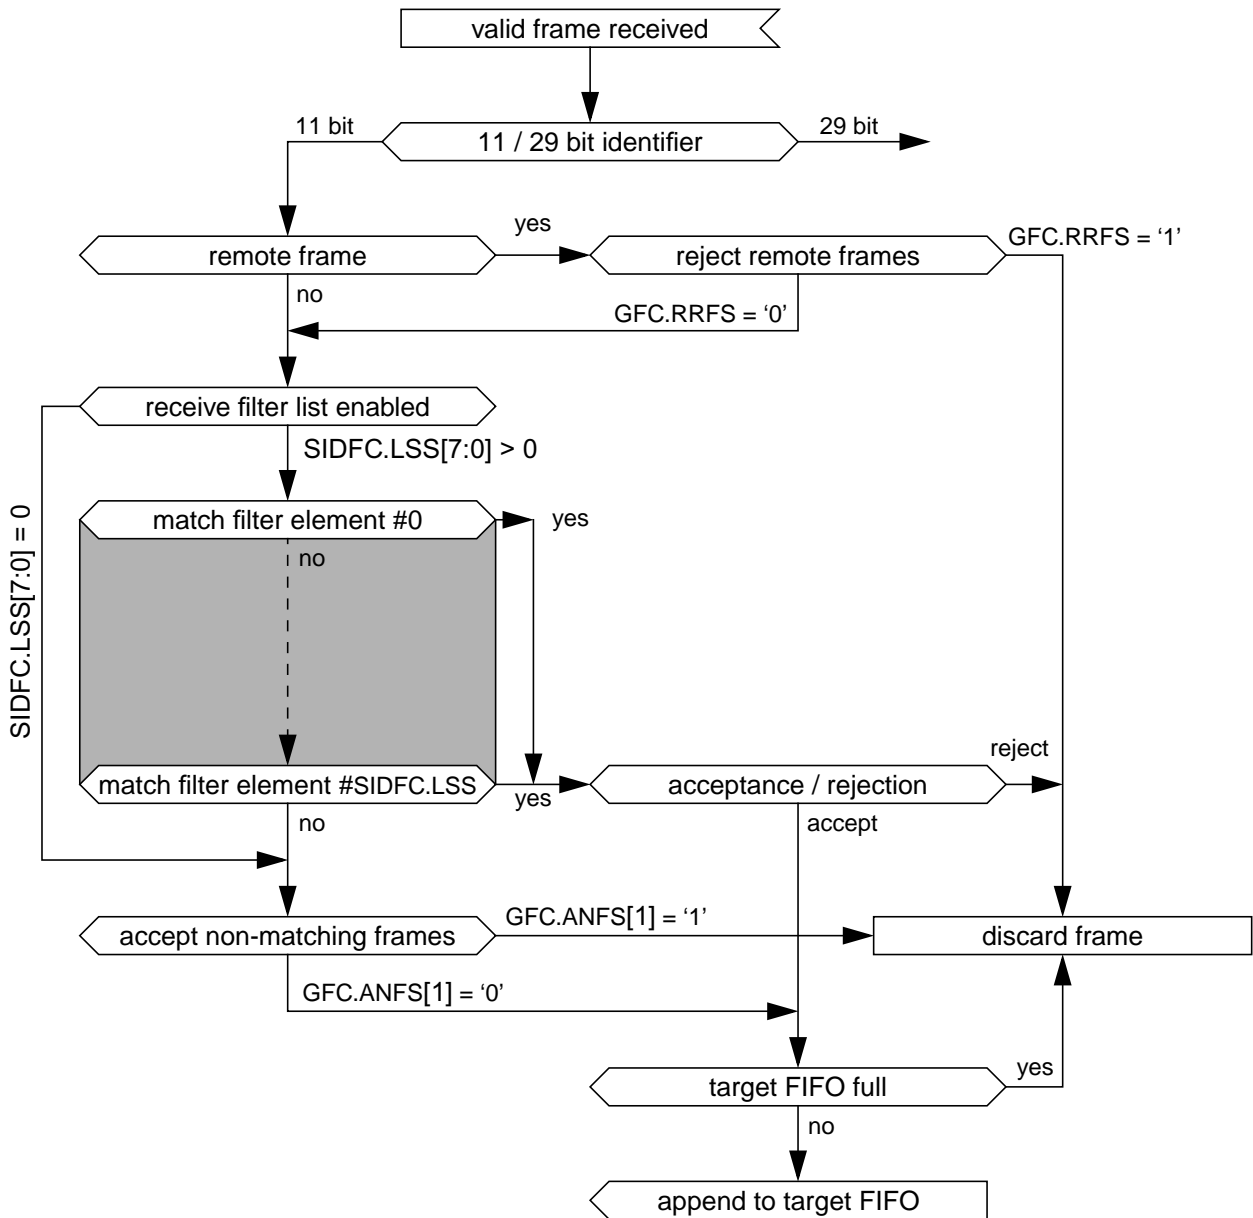 valid frame received
11 bit
11 / 29 bit identifier
29 bit
remote frame
yes
reject remote frames
GFC.RRFS = ‘1’
no
GFC.RRFS = ‘0’
receive filter list enabled
SIDFC.LSS[7:0] > 0
SIDFC.LSS[7:0] = 0
match filter element #0
yes
no
match filter element #SIDFC.LSS
yes
acceptance / rejection
reject
no
accept
accept non-matching frames
GFC.ANFS[1] = ‘1’
discard frame
GFC.ANFS[1] = ‘0’
target FIFO full
yes
no
append to target FIFO